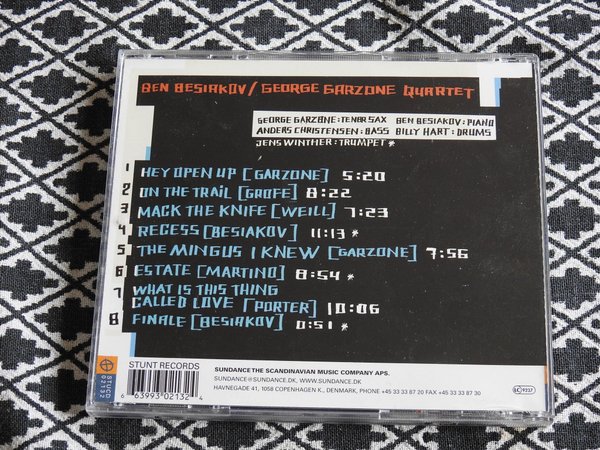 BEN BESIAKOV/GEORGE GARZONE QUARTET
GEORGE GARZONE:TENOR SAX BEN BESIAKOV:PIANO
ANDERS CHRISTENSEN:BASS BILLY HART:DRUMS
JENS WINTHER:TRUMPET*
1 HEY OPEN UP [GARZONE] 5:20
2 ON THE TRAIL [GROFE] 8:22
3 MACK THE KNIFE [WEILL] 7:23
4 RECESS [BESIAKOV] 11:13*
5 THE MINGUS I KNEW [GARZONE] 7:56
6 ESTATE [MARTINO] 8:54*
7 WHAT IS THIS THING
CALLED LOVE [PORTER] 10:06
8 FINALE [BESIAKOV] 0:51*
STUCD 02132
STUNT RECORDS
6 63993 02132 4
SUNDANCE THE SCANDINAVIAN MUSIC COMPANY APS.
SUNDANCE@SUNDANCE.DK, WWW.SUNDANCE.DK
HAVNEGADE 41, 1058 COPENHAGEN K., DENMARK, PHONE +45 33 33 87 20 FAX +45 33 33 87 30
LC 9237